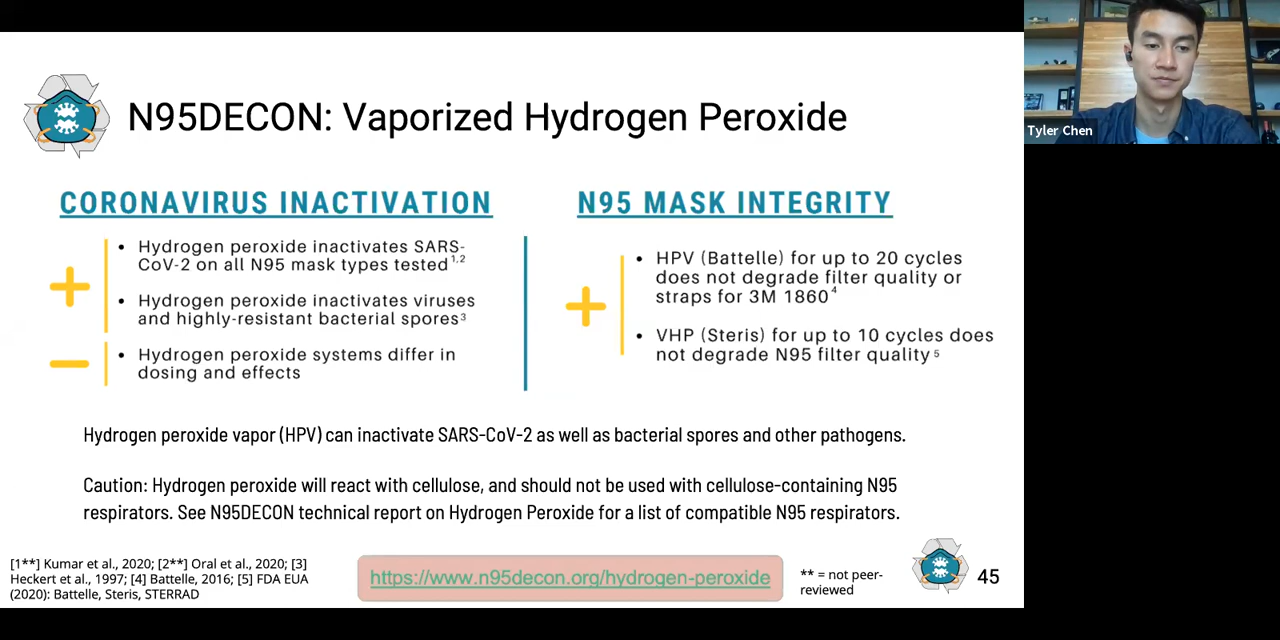 N95DECON: Vaporized Hydrogen Peroxide
CORONAVIRUS INACTIVATION
• Hydrogen peroxide inactivates SARS-
CoV-2 on all N95 mask types tested1,2
• Hydrogen peroxide inactivates viruses
and highly-resistant bacterial spores3
• Hydrogen peroxide systems differ in
dosing and effects
N95 MASK INTEGRITY
• HPV (Battelle) for up to 20 cycles
does not degrade filter quality or
straps for 3M 18604
• VHP (Steris) for up to 10 cycles does
not degrade N95 filter quality5
Hydrogen peroxide vapor (HPV) can inactivate SARS-CoV-2 as well as bacterial spores and other pathogens.
Caution: Hydrogen peroxide will react with cellulose, and should not be used with cellulose-containing N95
respirators. See N95DECON technical report on Hydrogen Peroxide for a list of compatible N95 respirators.
[1**] Kumar et al., 2020; [2**] Oral et al., 2020; [3]
Heckert et al., 1997; [4] Battelle, 2016; [5] FDA EUA
(2020): Battelle, Steris, STERRAD
https://www.n95decon.org/hydrogen-peroxide
** = not peer-
reviewed
45
Tyler Chen